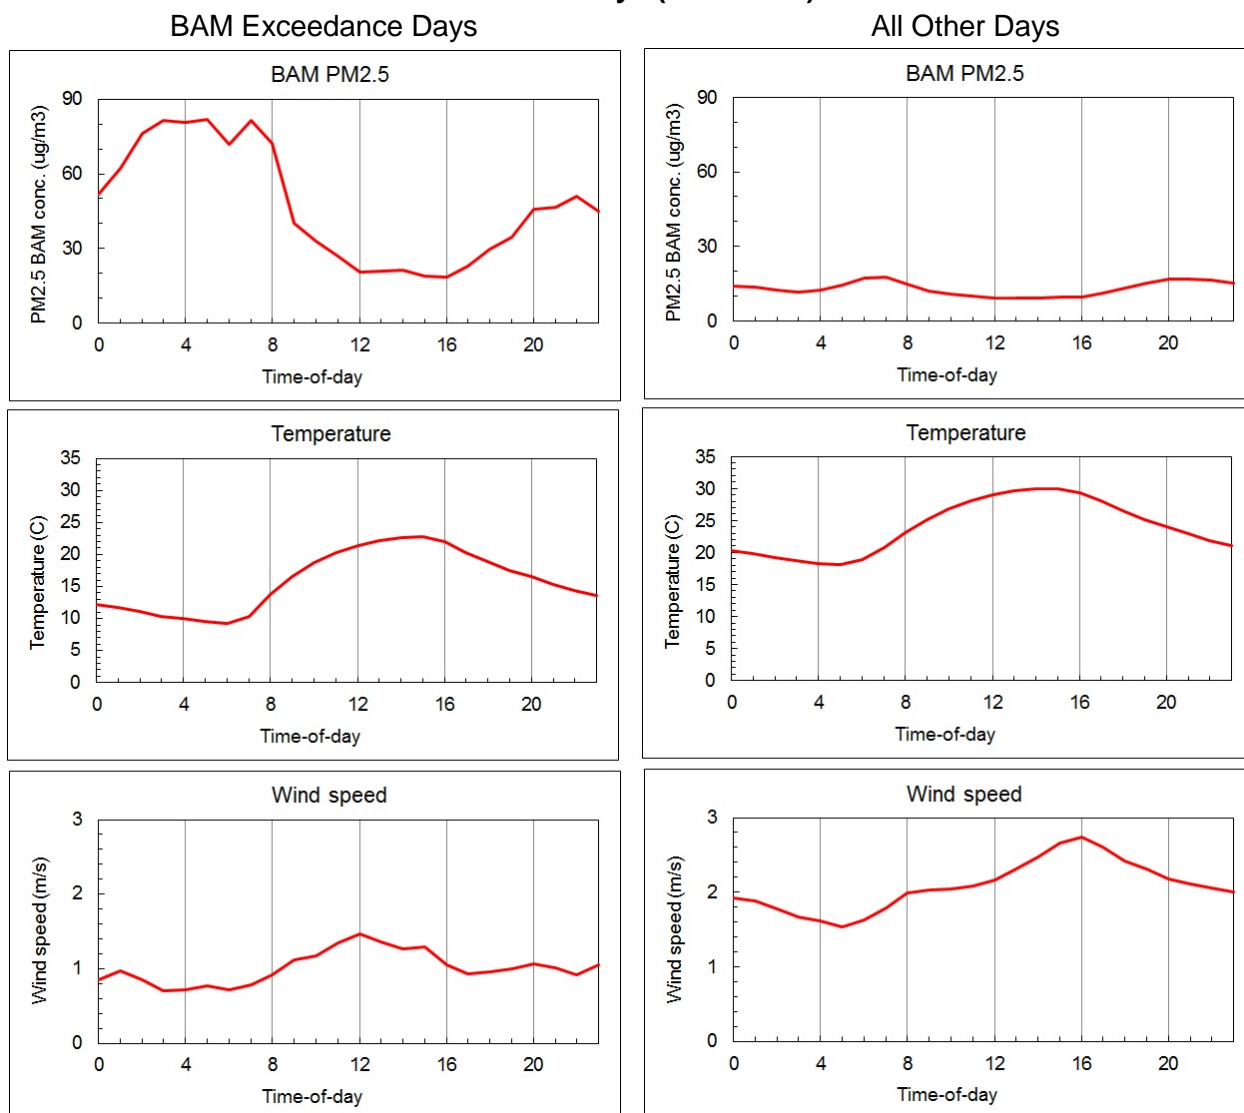 BAM Exceedance Days
All Other Days
BAM PM2.5
PM2.5 BAM conc. (ug/m3)
90
60
30
0
0 4 8 12 16 20
Time-of-day
BAM PM2.5
PM2.5 BAM conc. (ug/m3)
90
60
30
0
0 4 8 12 16 20
Time-of-day
Temperature
Temperature (C)
35
30
25
20
15
10
5
0
0 4 8 12 16 20
Time-of-day
Temperature
Temperature (C)
35
30
25
20
15
10
5
0
0 4 8 12 16 20
Time-of-day
Wind speed
Wind speed (m/s)
3
2
1
0
0 4 8 12 16 20
Time-of-day
Wind speed
Wind speed (m/s)
3
2
1
0
0 4 8 12 16 20
Time-of-day